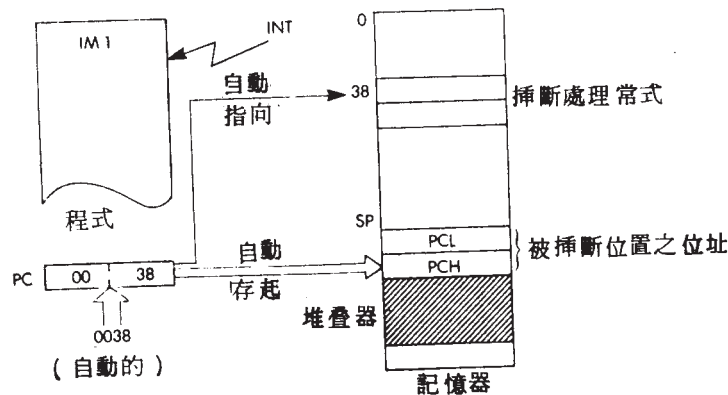 IM 1
INT
程式
PC 00 38
0038
(自動的)
自動
指向
自動
存起
0
38
插斷處理常式
SP
PCL
PCH
被插斷位置之位址
堆叠器
記憶器